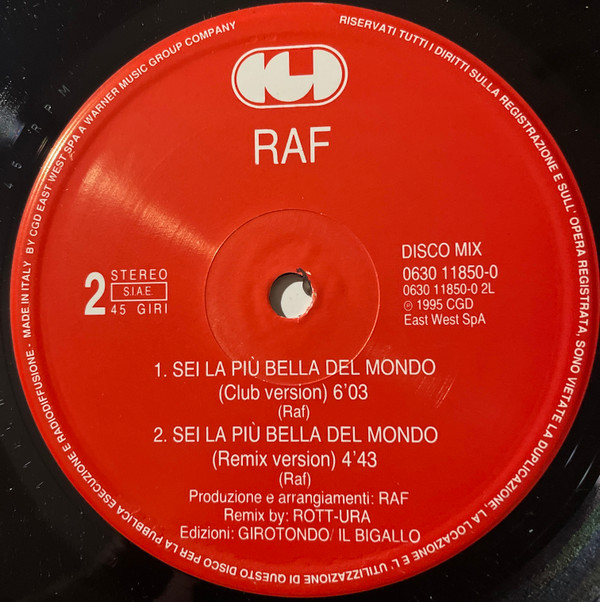 RAF
DISCO MIX
0630 11850-0
0630 11850-0 2L
℗ 1995 CGD
East West SpA
2
STEREO
SIAE
45 GIRI
1. SEI LA PIÙ BELLA DEL MONDO
(Club version) 6'03
(Raf)
2. SEI LA PIÙ BELLA DEL MONDO
(Remix version) 4'43
(Raf)
Produzione e arrangiamenti: RAF
Remix by: ROTT-URA
Edizioni: GIROTONDO/ IL BIGALLO
RISERVATI TUTTI I DIRITTI SULLA REGISTRAZIONE E SULL' OPERA REGISTRATA. SONO VIETATE LA DUPLICAZIONE, LA LOCAZIONE E L' UTILIZZAZIONE DI QUESTO DISCO PER LA PUBBLICA ESECUZIONE E RADIODIFFUSIONE - MADE IN ITALY BY CGD EAST WEST SPA A WARNER MUSIC GROUP COMPANY